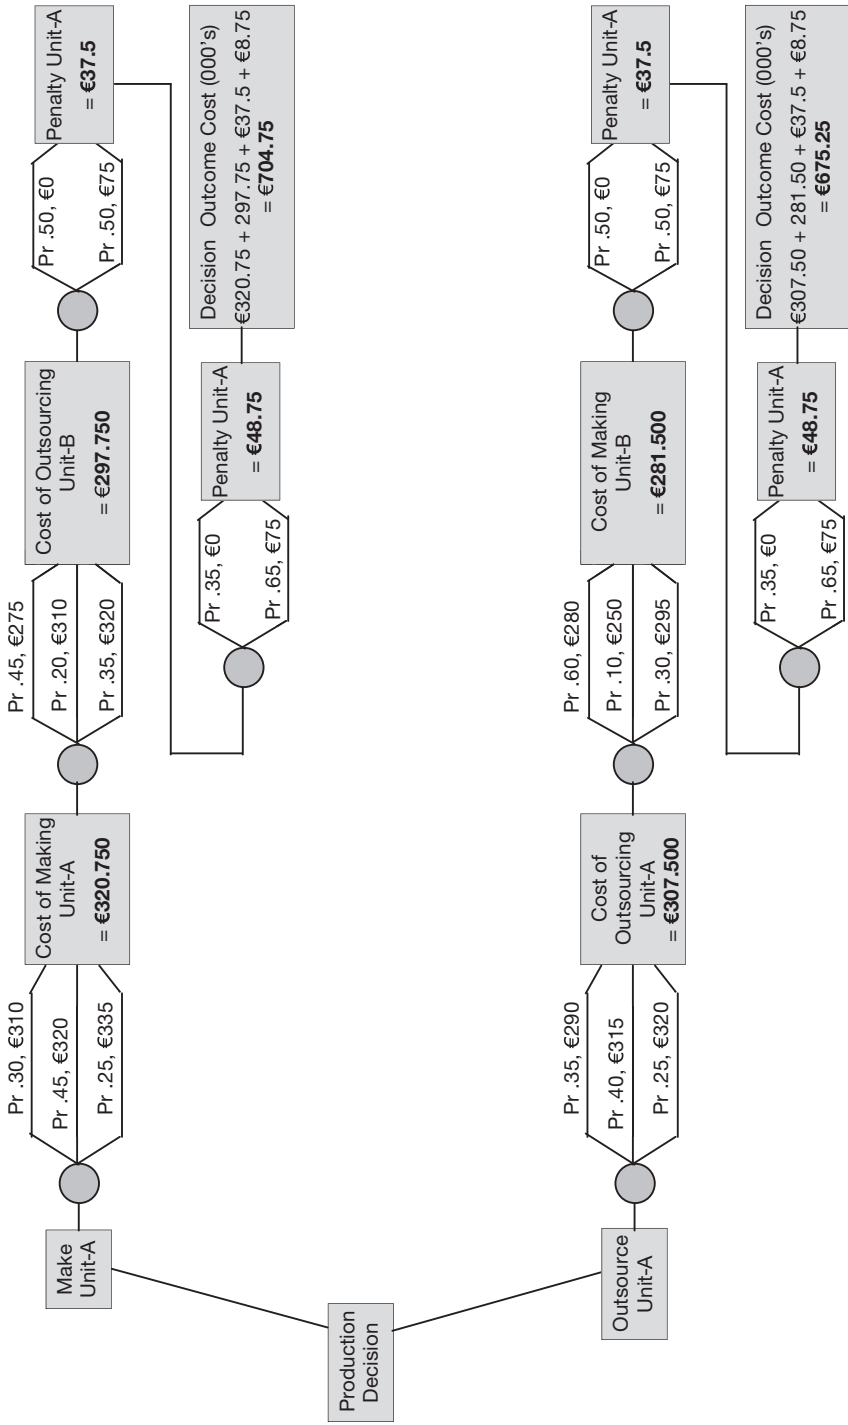 Production
Decision
Make
Unit-A
Pr .30, €310
Pr .45, €320
Pr .25, €335
Cost of Making
Unit-A
= €320.750
Pr .45, €275
Pr .20, €310
Pr .35, €320
Cost of Outsourcing
Unit-B
= €297.750
Pr .50, €0
Pr .50, €75
Penalty Unit-A
= €37.5
Pr .35, €0
Pr .65, €75
Penalty Unit-A
= €48.75
Decision Outcome Cost (000's)
€320.75 + 297.75 + €37.5 + €8.75
= €704.75
Outsource
Unit-A
Pr .35, €290
Pr .40, €315
Pr .25, €320
Cost of
Outsourcing
Unit-A
= €307.500
Pr .60, €280
Pr .10, €250
Pr .30, €295
Cost of Making
Unit-B
= €281.500
Pr .50, €0
Pr .50, €75
Penalty Unit-A
= €37.5
Pr .35, €0
Pr .65, €75
Penalty Unit-A
= €48.75
Decision Outcome Cost (000's)
€307.50 + 281.50 + €37.5 + €8.75
= €675.25